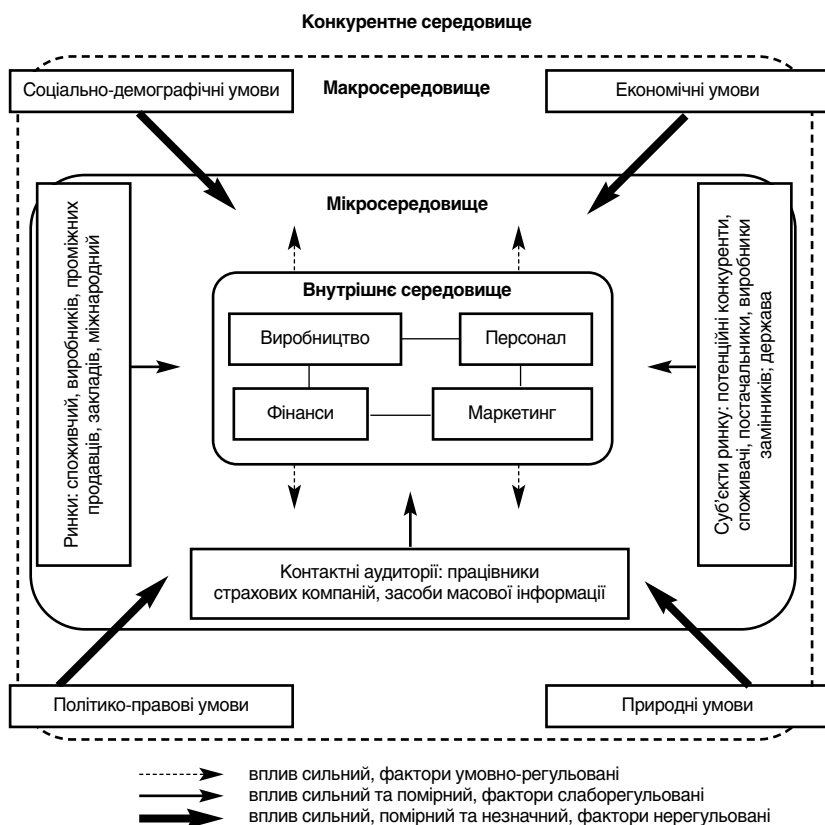 Конкурентне середовище
Соціально-демографічні умови
Макросередовище
Економічні умови
Мікросередовище
Ринки: споживчий, виробників, проміжних
продавців, закладів, міжнародний
Внутрішнє середовище
Виробництво
Персонал
Фінанси
Маркетинг
Суб’єкти ринку: потенційні конкуренти,
споживачі, постачальники, виробники
замінників; держава
Контактні аудиторії: працівники
страхових компаній, засоби масової інформації
Політико-правові умови
Природні умови
вплив сильний, фактори умовно-регульовані
вплив сильний та помірний, фактори слаборегульовані
вплив сильний, помірний та незначний, фактори нерегульовані